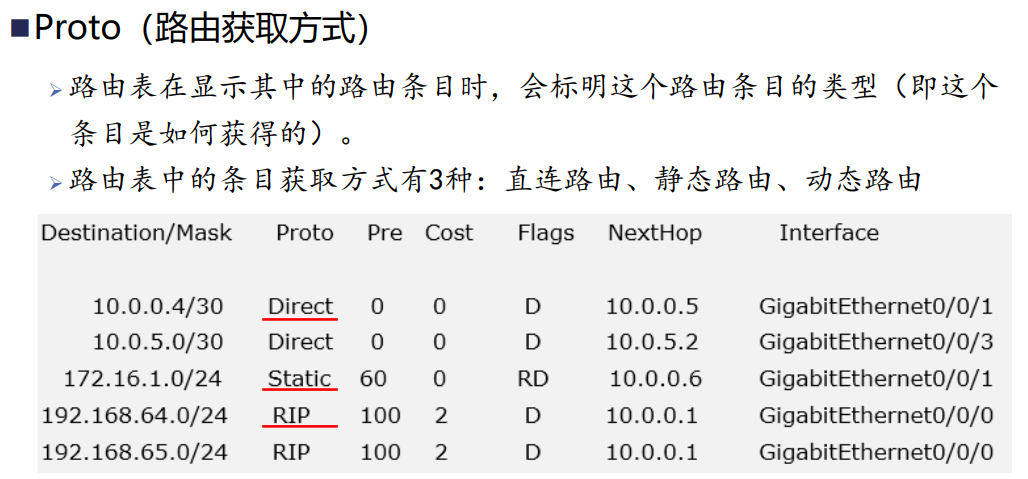 Proto（路由获取方式）
路由表在显示其中的路由条目时，会标明这个路由条目的类型（即这个
条目是如何获得的）。
路由表中的条目获取方式有3种：直连路由、静态路由、动态路由
Destination/Mask Proto Pre Cost Flags NextHop Interface
10.0.0.4/30 Direct 0 0 D 10.0.0.5 GigabitEthernet0/0/1
10.0.5.0/30 Direct 0 0 D 10.0.5.2 GigabitEthernet0/0/3
172.16.1.0/24 Static 60 0 RD 10.0.0.6 GigabitEthernet0/0/1
192.168.64.0/24 RIP 100 2 D 10.0.0.1 GigabitEthernet0/0/0
192.168.65.0/24 RIP 100 2 D 10.0.0.1 GigabitEthernet0/0/0